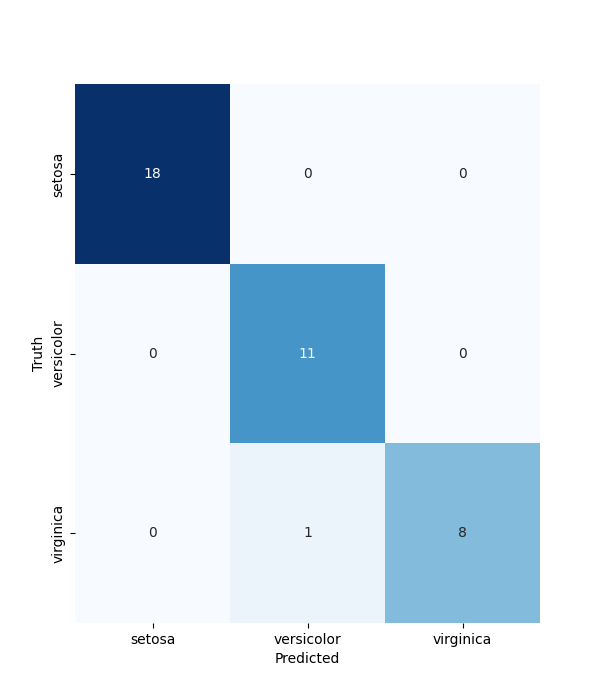 setosa 18 0 0
Truth
versicolor 0 11 0
virginica 0 1 8
setosa versicolor virginica
Predicted